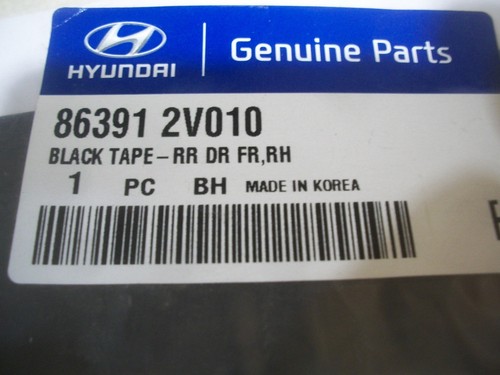 HYUNDAI
Genuine Parts
86391 2V010
BLACK TAPE-RR DR FR,RH
1 PC BH MADE IN KOREA